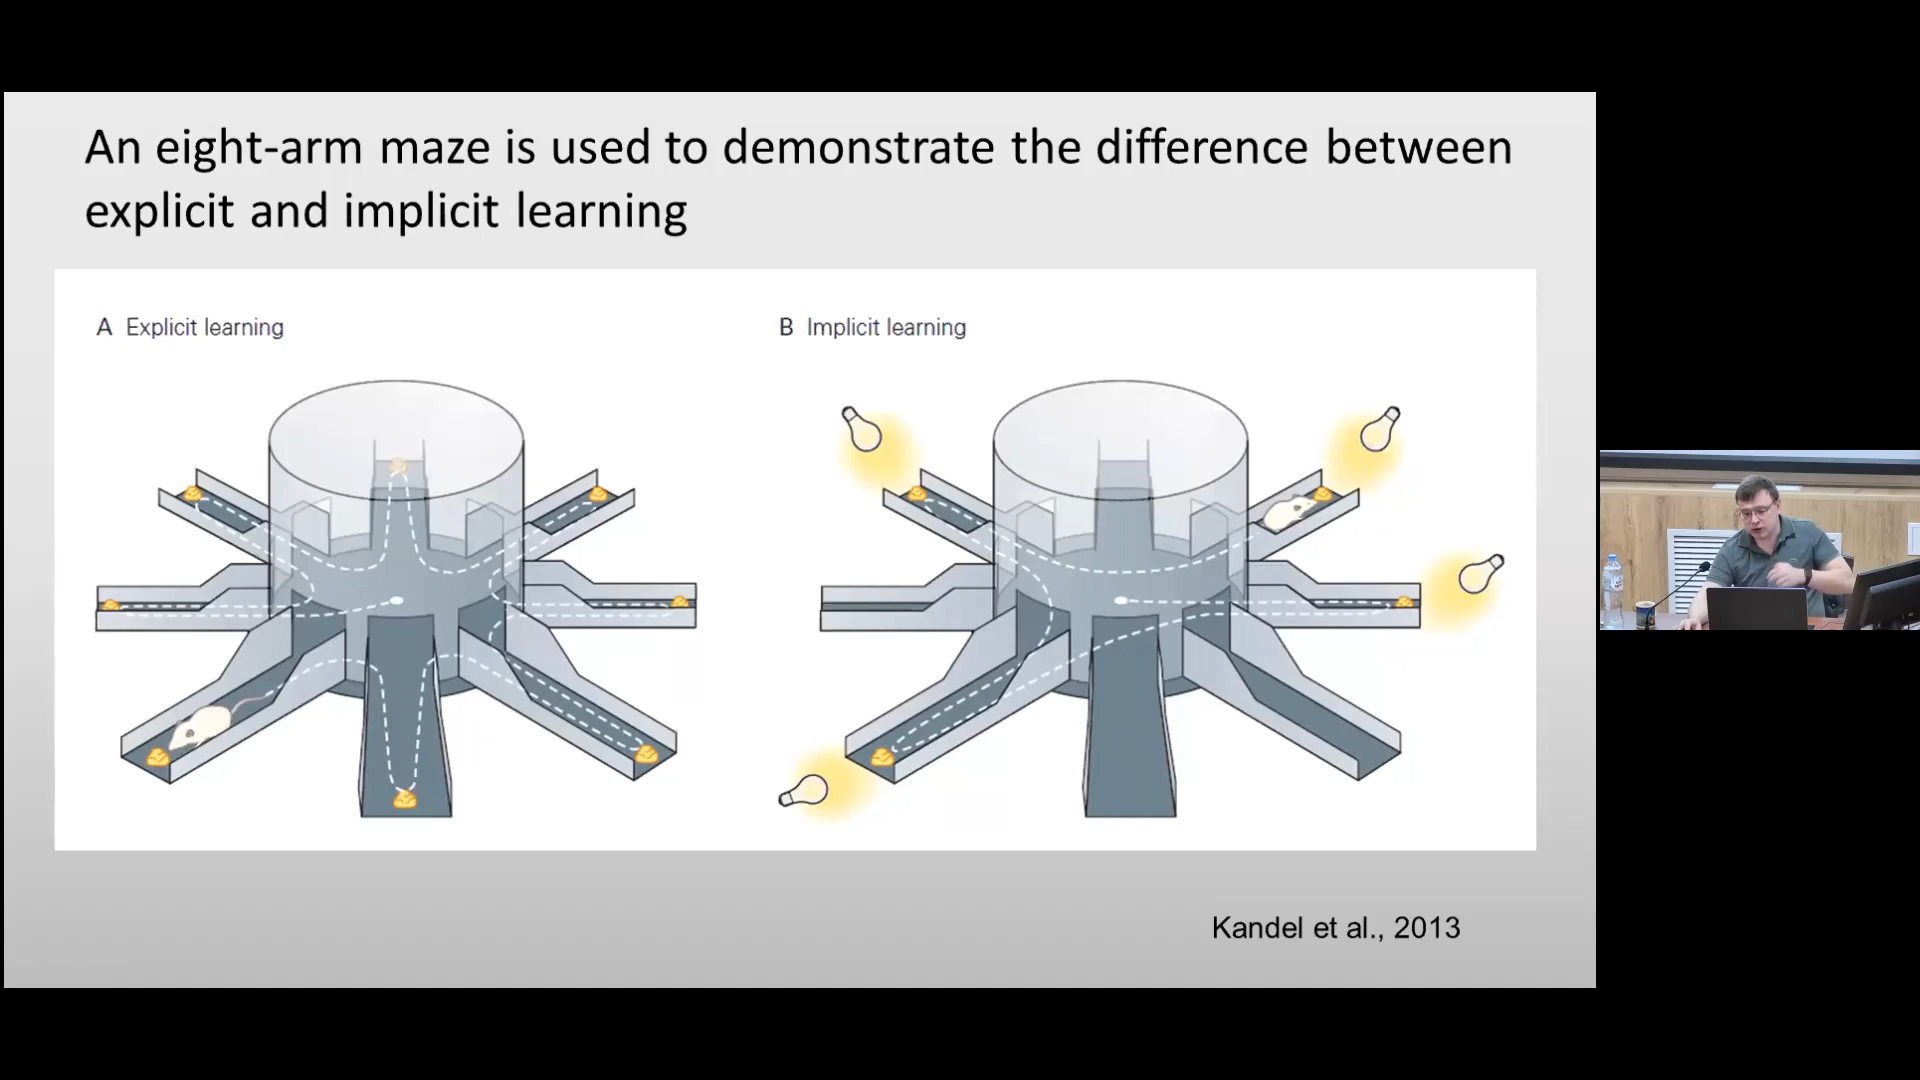 An eight-arm maze is used to demonstrate the difference between
explicit and implicit learning
A Explicit learning
B Implicit learning
Kandel et al., 2013